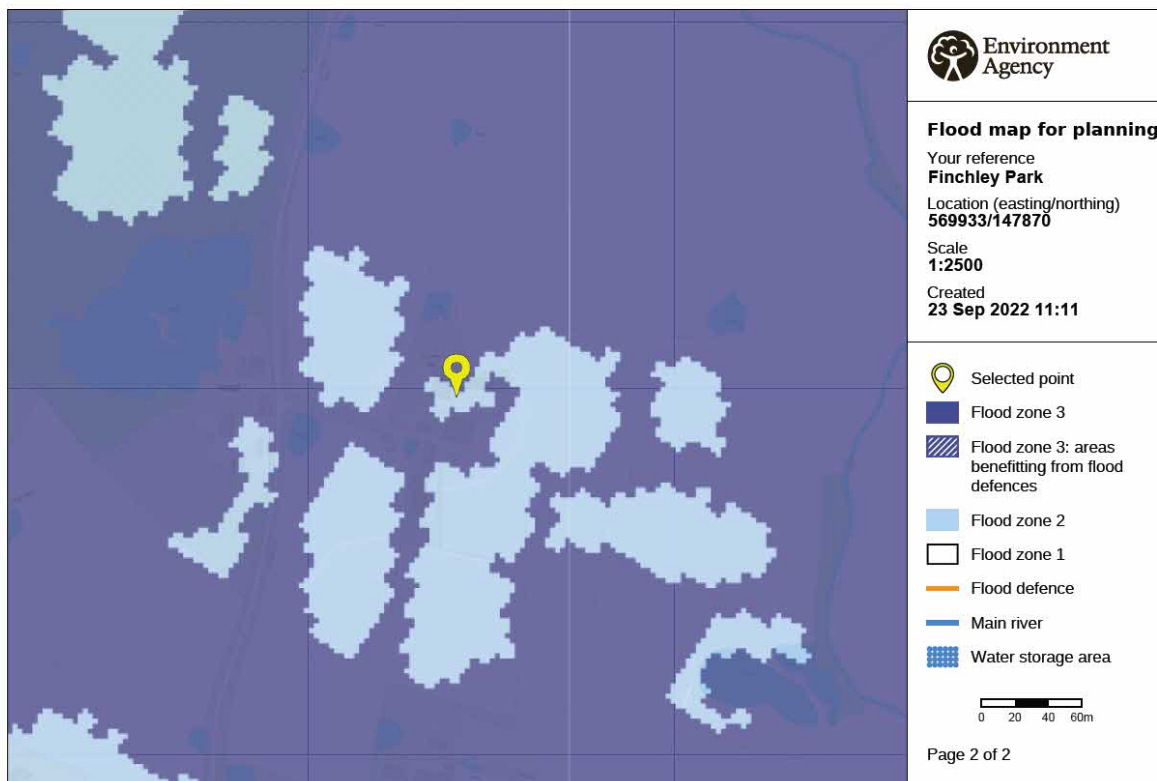 Environment
Agency
Flood map for planning
Your reference
Finchley Park
Location (easting/northing)
569933/147870
Scale
1:2500
Created
23 Sep 2022 11:11
Selected point
Flood zone 3
Flood zone 3: areas
benefitting from flood
defences
Flood zone 2
Flood zone 1
Flood defence
Main river
Water storage area
0 20 40 60m
Page 2 of 2